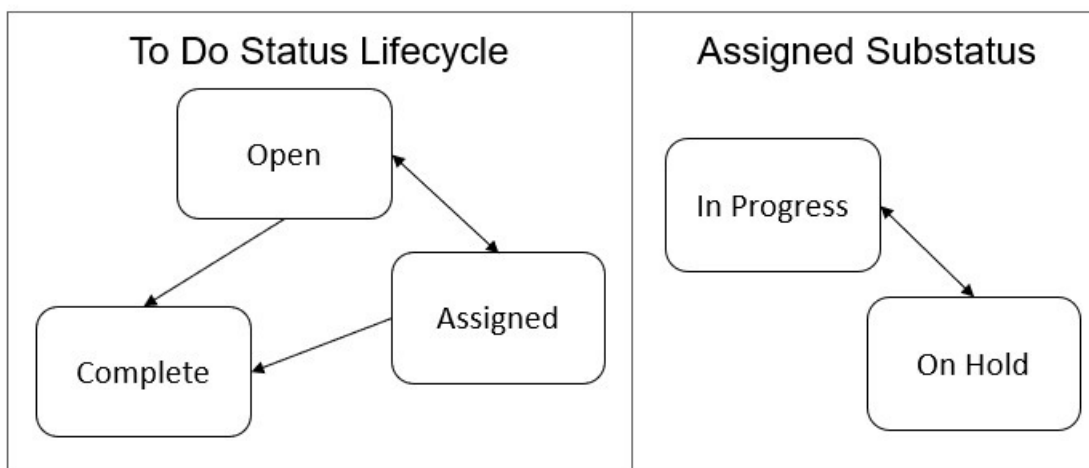 To Do Status Lifecycle
Open
Assigned
Complete
Assigned Substatus
In Progress
On Hold